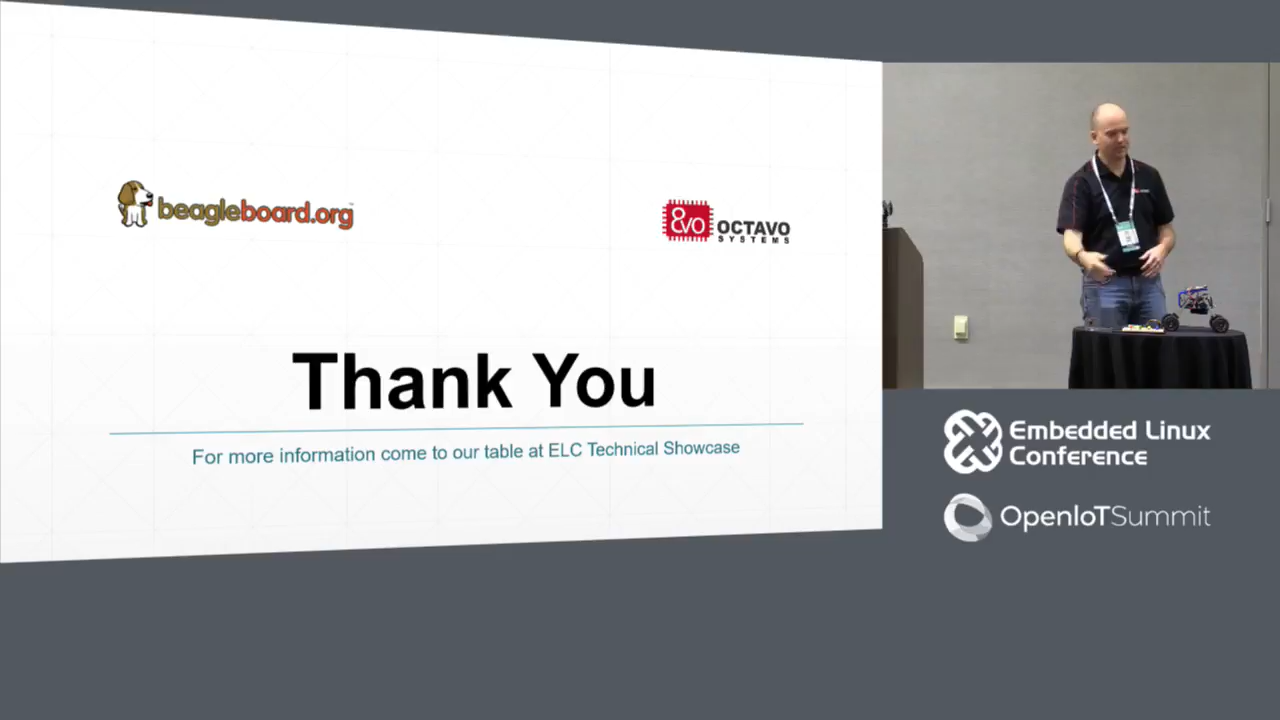 beagleboard.org
8vo OCTAVO
SYSTEMS
Thank You
For more information come to our table at ELC Technical Showcase
Embedded Linux
Conference
OpenIoTSummit